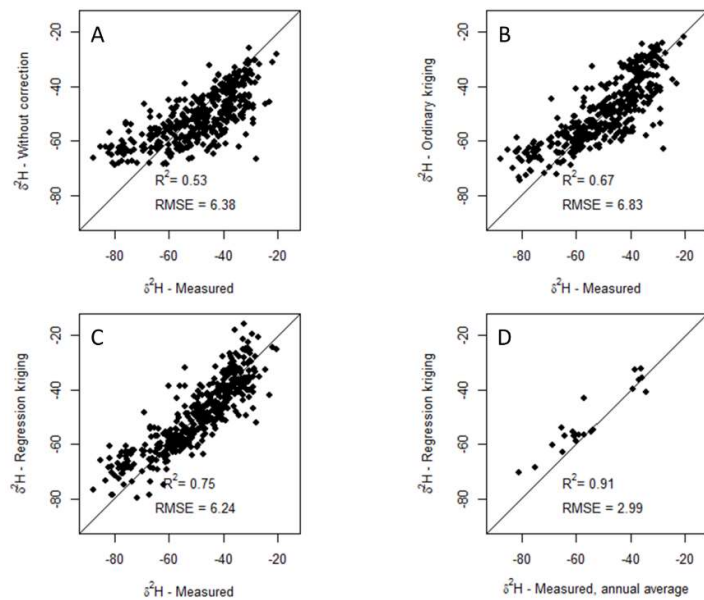 A
δ²H - Without correction
-20
-40
-60
-80
R²= 0.53
RMSE = 6.38
-80 -60 -40 -20
δ²H - Measured
B
δ²H - Ordinary kriging
-20
-40
-60
-80
R²= 0.67
RMSE = 6.83
-80 -60 -40 -20
δ²H - Measured
C
δ²H - Regression kriging
-20
-40
-60
-80
R²= 0.75
RMSE = 6.24
-80 -60 -40 -20
δ²H - Measured
D
δ²H - Regression kriging
-20
-40
-60
-80
R²= 0.91
RMSE = 2.99
-80 -60 -40 -20
δ²H - Measured, annual average